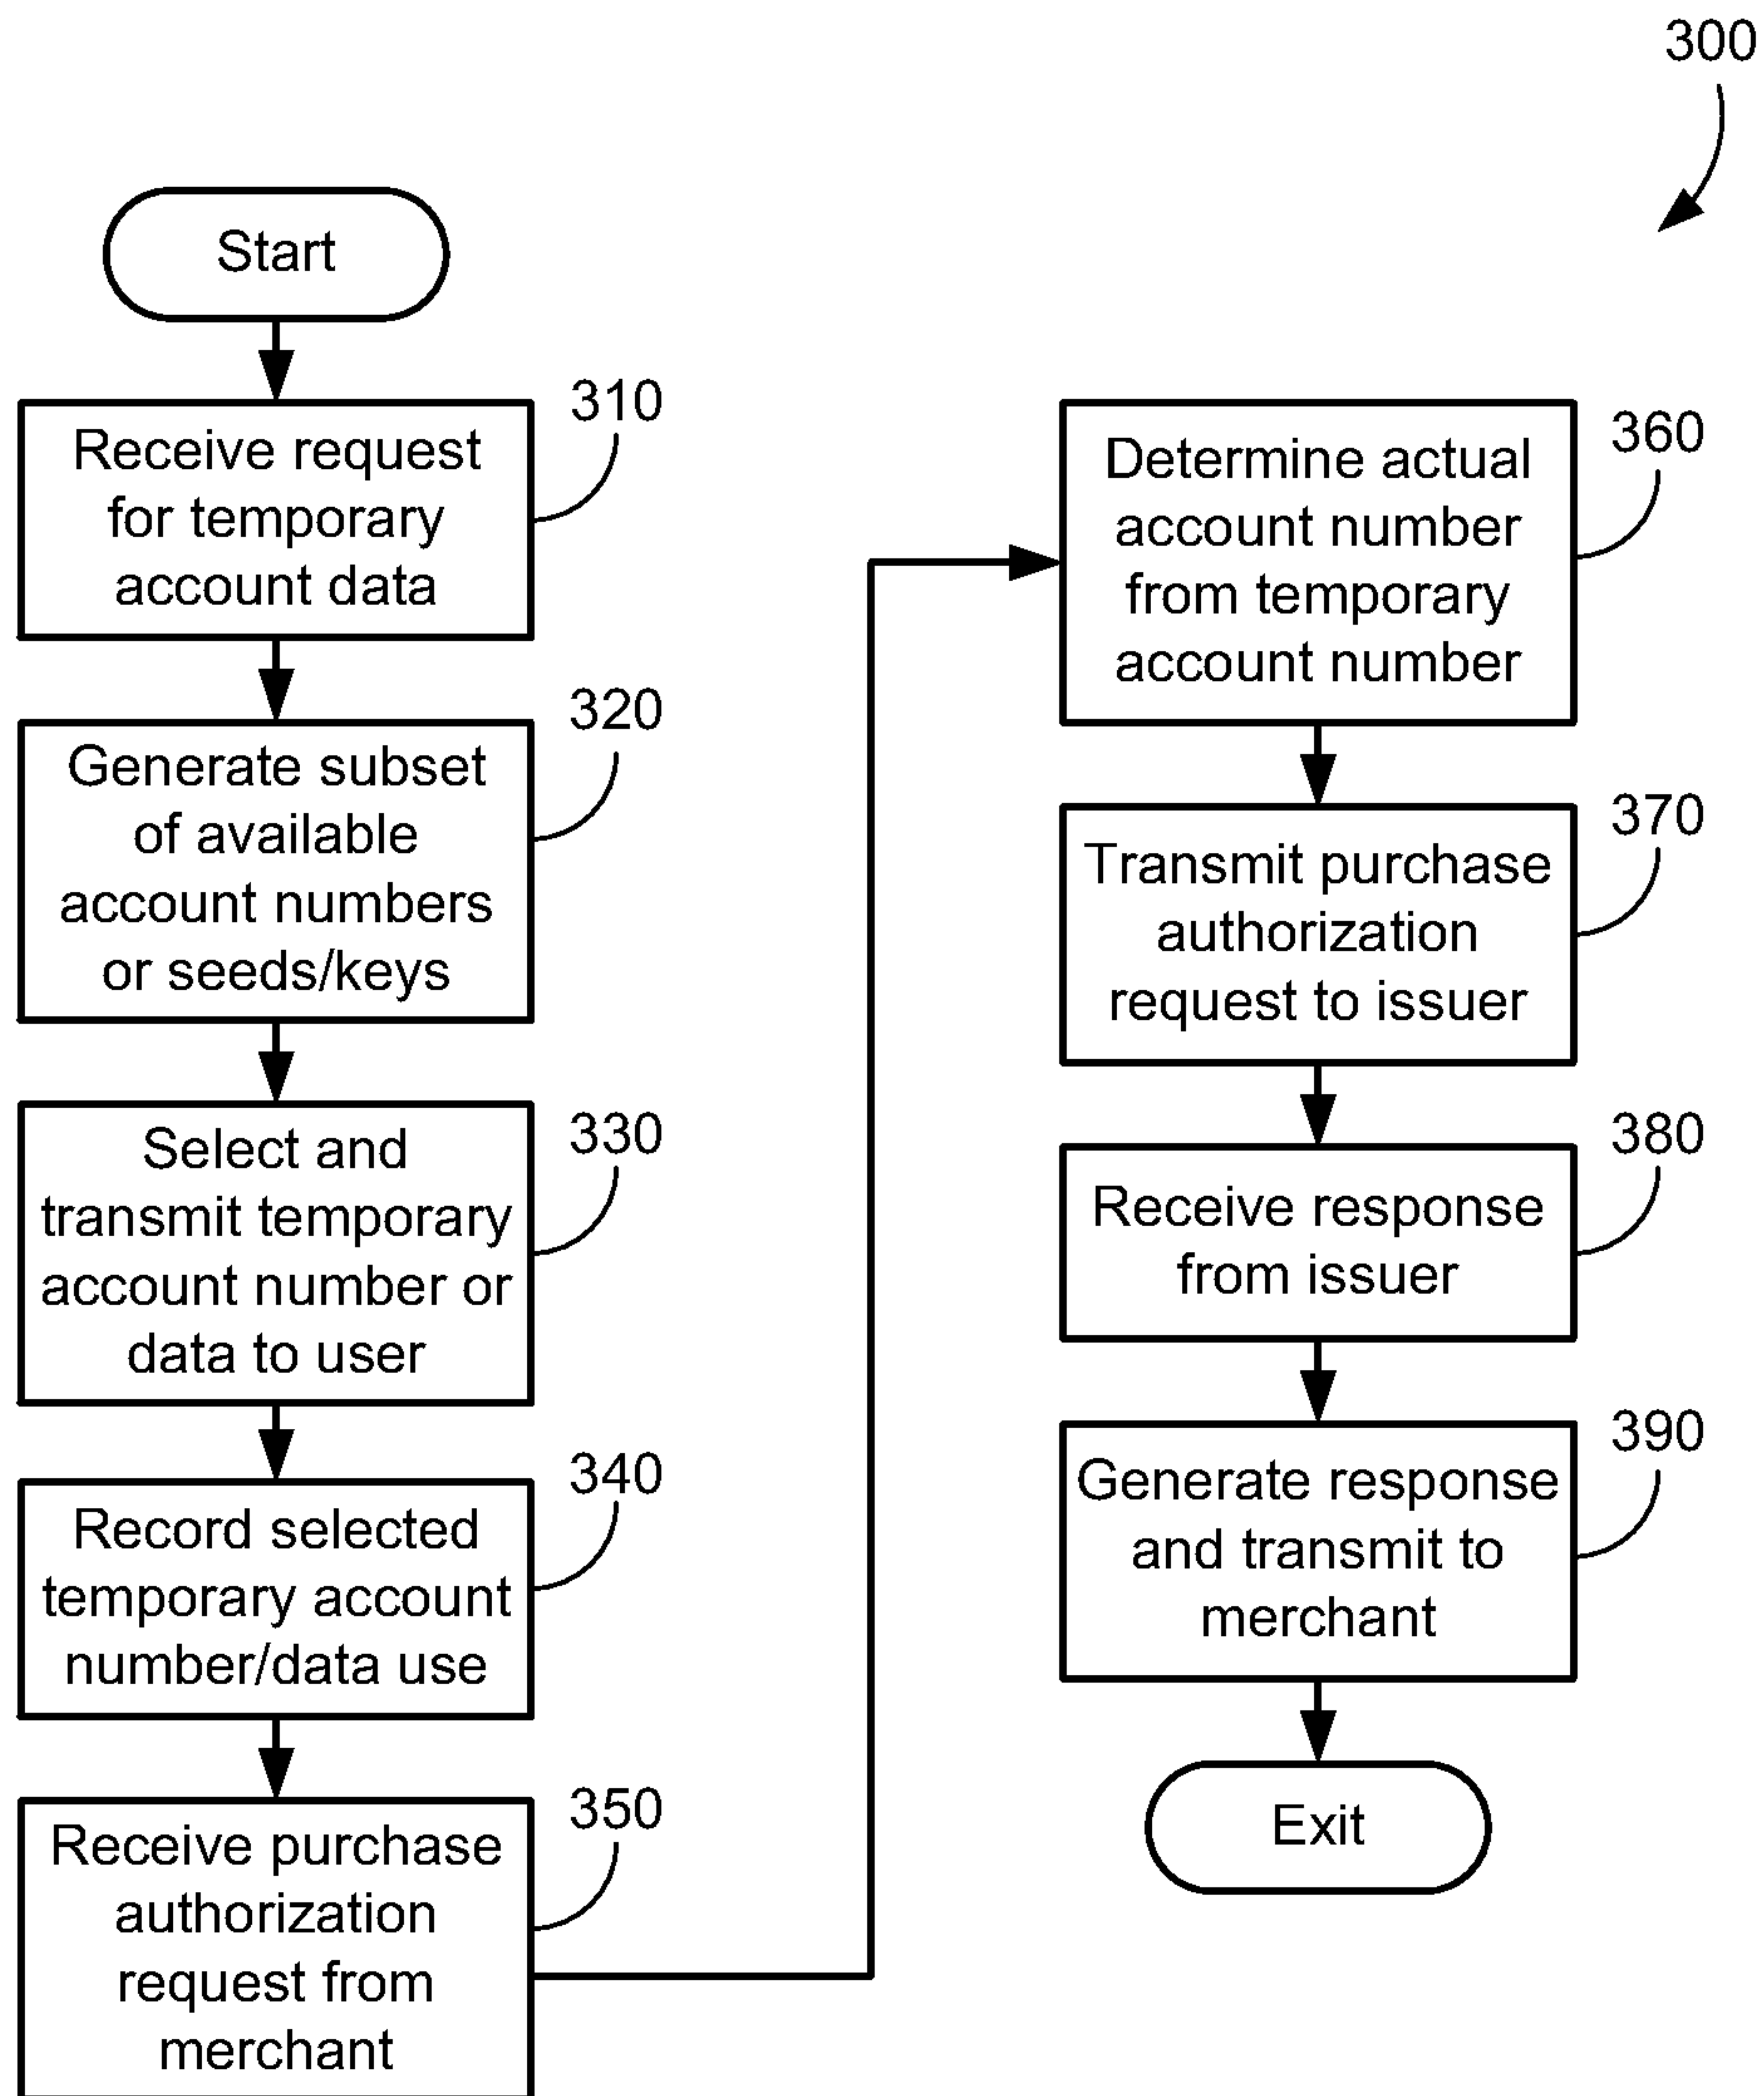 300
Start
310
Receive request
for temporary
account data
320
Generate subset
of available
account numbers
or seeds/keys
330
Select and
transmit temporary
account number or
data to user
340
Record selected
temporary account
number/data use
350
Receive purchase
authorization
request from
merchant
360
Determine actual
account number
from temporary
account number
370
Transmit purchase
authorization
request to issuer
380
Receive response
from issuer
390
Generate response
and transmit to
merchant
Exit